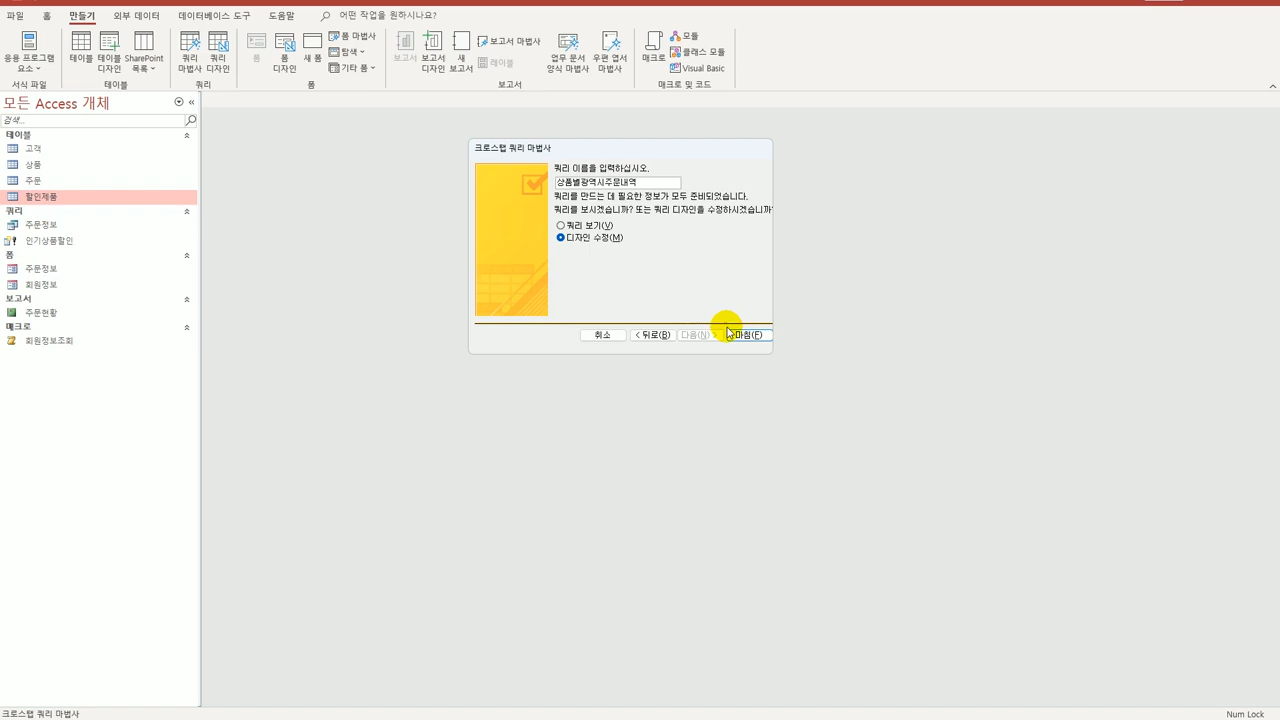 파일 홈 만들기 외부 데이터 데이터베이스 도구 도움말 어떤 작업을 원하시나요?
응용 프로그램 요소
서식 파일
테이블
테이블 디자인
SharePoint 목록
테이블
쿼리 마법사
쿼리 디자인
쿼리
폼
폼 디자인
새 폼
폼 마법사
탐색
기타 폼
폼
보고서
보고서 디자인
새 보고서
보고서 마법사
레이블
업무 문서 양식 마법사
우편 엽서 마법사
보고서
매크로
모듈
클래스 모듈
Visual Basic
매크로 및 코드
모든 Access 개체
검색...
테이블
고객
상품
주문
할인제품
쿼리
주문정보
인기상품할인
폼
주문정보
회원정보
보고서
주문현황
매크로
회원정보조회
크로스탭 쿼리 마법사
쿼리 이름을 입력하십시오.
상품별광역시주문내역
쿼리를 만드는 데 필요한 정보가 모두 준비되었습니다.
쿼리를 보시겠습니까? 또는 쿼리 디자인을 수정하시겠습니까
쿼리 보기(V)
디자인 수정(M)
취소 < 뒤로(B) 다음(N) > 마침(F)
크로스탭 쿼리 마법사
Num Lock